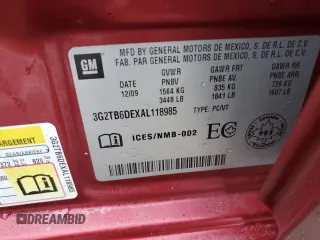 GM
MFD BY GENERAL MOTORS DE MEXICO, S. DE R.L. DE C.V.
FAB. PAR GENERAL MOTORS DE MEXICO, S. DE R.L. DE C.V.
DATE GVWR GAWR FRT GAWR RR
PNBV PNBE AV. PNBE ARR.
12/09 1564 KG 835 KG 729 KG
3448 LB 1841 LB 1607 LB
3G2TB6DEXAL118985 TYPE: PC/VT
ICES/NMB-002
ARGEMENT
3G2TB6DEXAL118985
DREAMBID